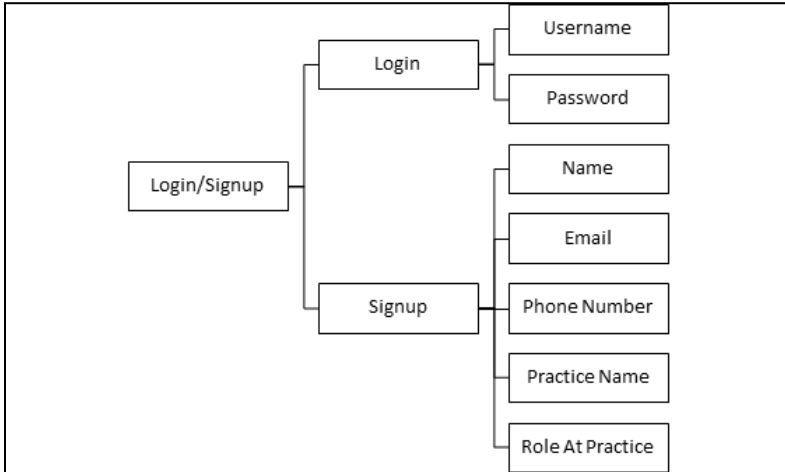 Username
Login
Password
Login/Signup
Name
Email
Signup
Phone Number
Practice Name
Role At Practice